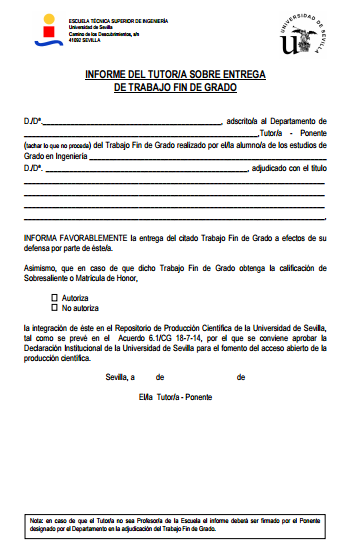 ESCUELA TÉCNICA SUPERIOR DE INGENIERÍA
Universidad de Sevilla
Camino de los Descubrimientos, s/n
41092 SEVILLA
UNIVERSIDAD DE SEVILLA
INFORME DEL TUTOR/A SOBRE ENTREGA
DE TRABAJO FIN DE GRADO
D./Dª.____________________________________________, adscrito/a al Departamento de
__________________________________________________________,Tutor/a - Ponente
(tachar lo que no proceda) del Trabajo Fin de Grado realizado por el/la alumno/a de los estudios de
Grado en Ingeniería ___________________________________________________________
D./Dª. __________________________________________________, adjudicado con el título
__________________________________________________________________________
__________________________________________________________________________
__________________________________________________________________________
__________________________________________________________________________,
INFORMA FAVORABLEMENTE la entrega del citado Trabajo Fin de Grado a efectos de su
defensa por parte de éste/a.
Asimismo, que en caso de que dicho Trabajo Fin de Grado obtenga la calificación de
Sobresaliente o Matrícula de Honor,
☐ Autoriza
☐ No autoriza
la integración de éste en el Repositorio de Producción Científica de la Universidad de Sevilla,
tal como se prevé en el Acuerdo 6.1/CG 18-7-14, por el que se conviene aprobar la
Declaración Institucional de la Universidad de Sevilla para el fomento del acceso abierto de la
producción científica.
Sevilla, a de de
El/la Tutor/a - Ponente
Nota: en caso de que el Tutor/a no sea Profesor/a de la Escuela el informe deberá ser firmado por el Ponente
designado por el Departamento en la adjudicación del Trabajo Fin de Grado.